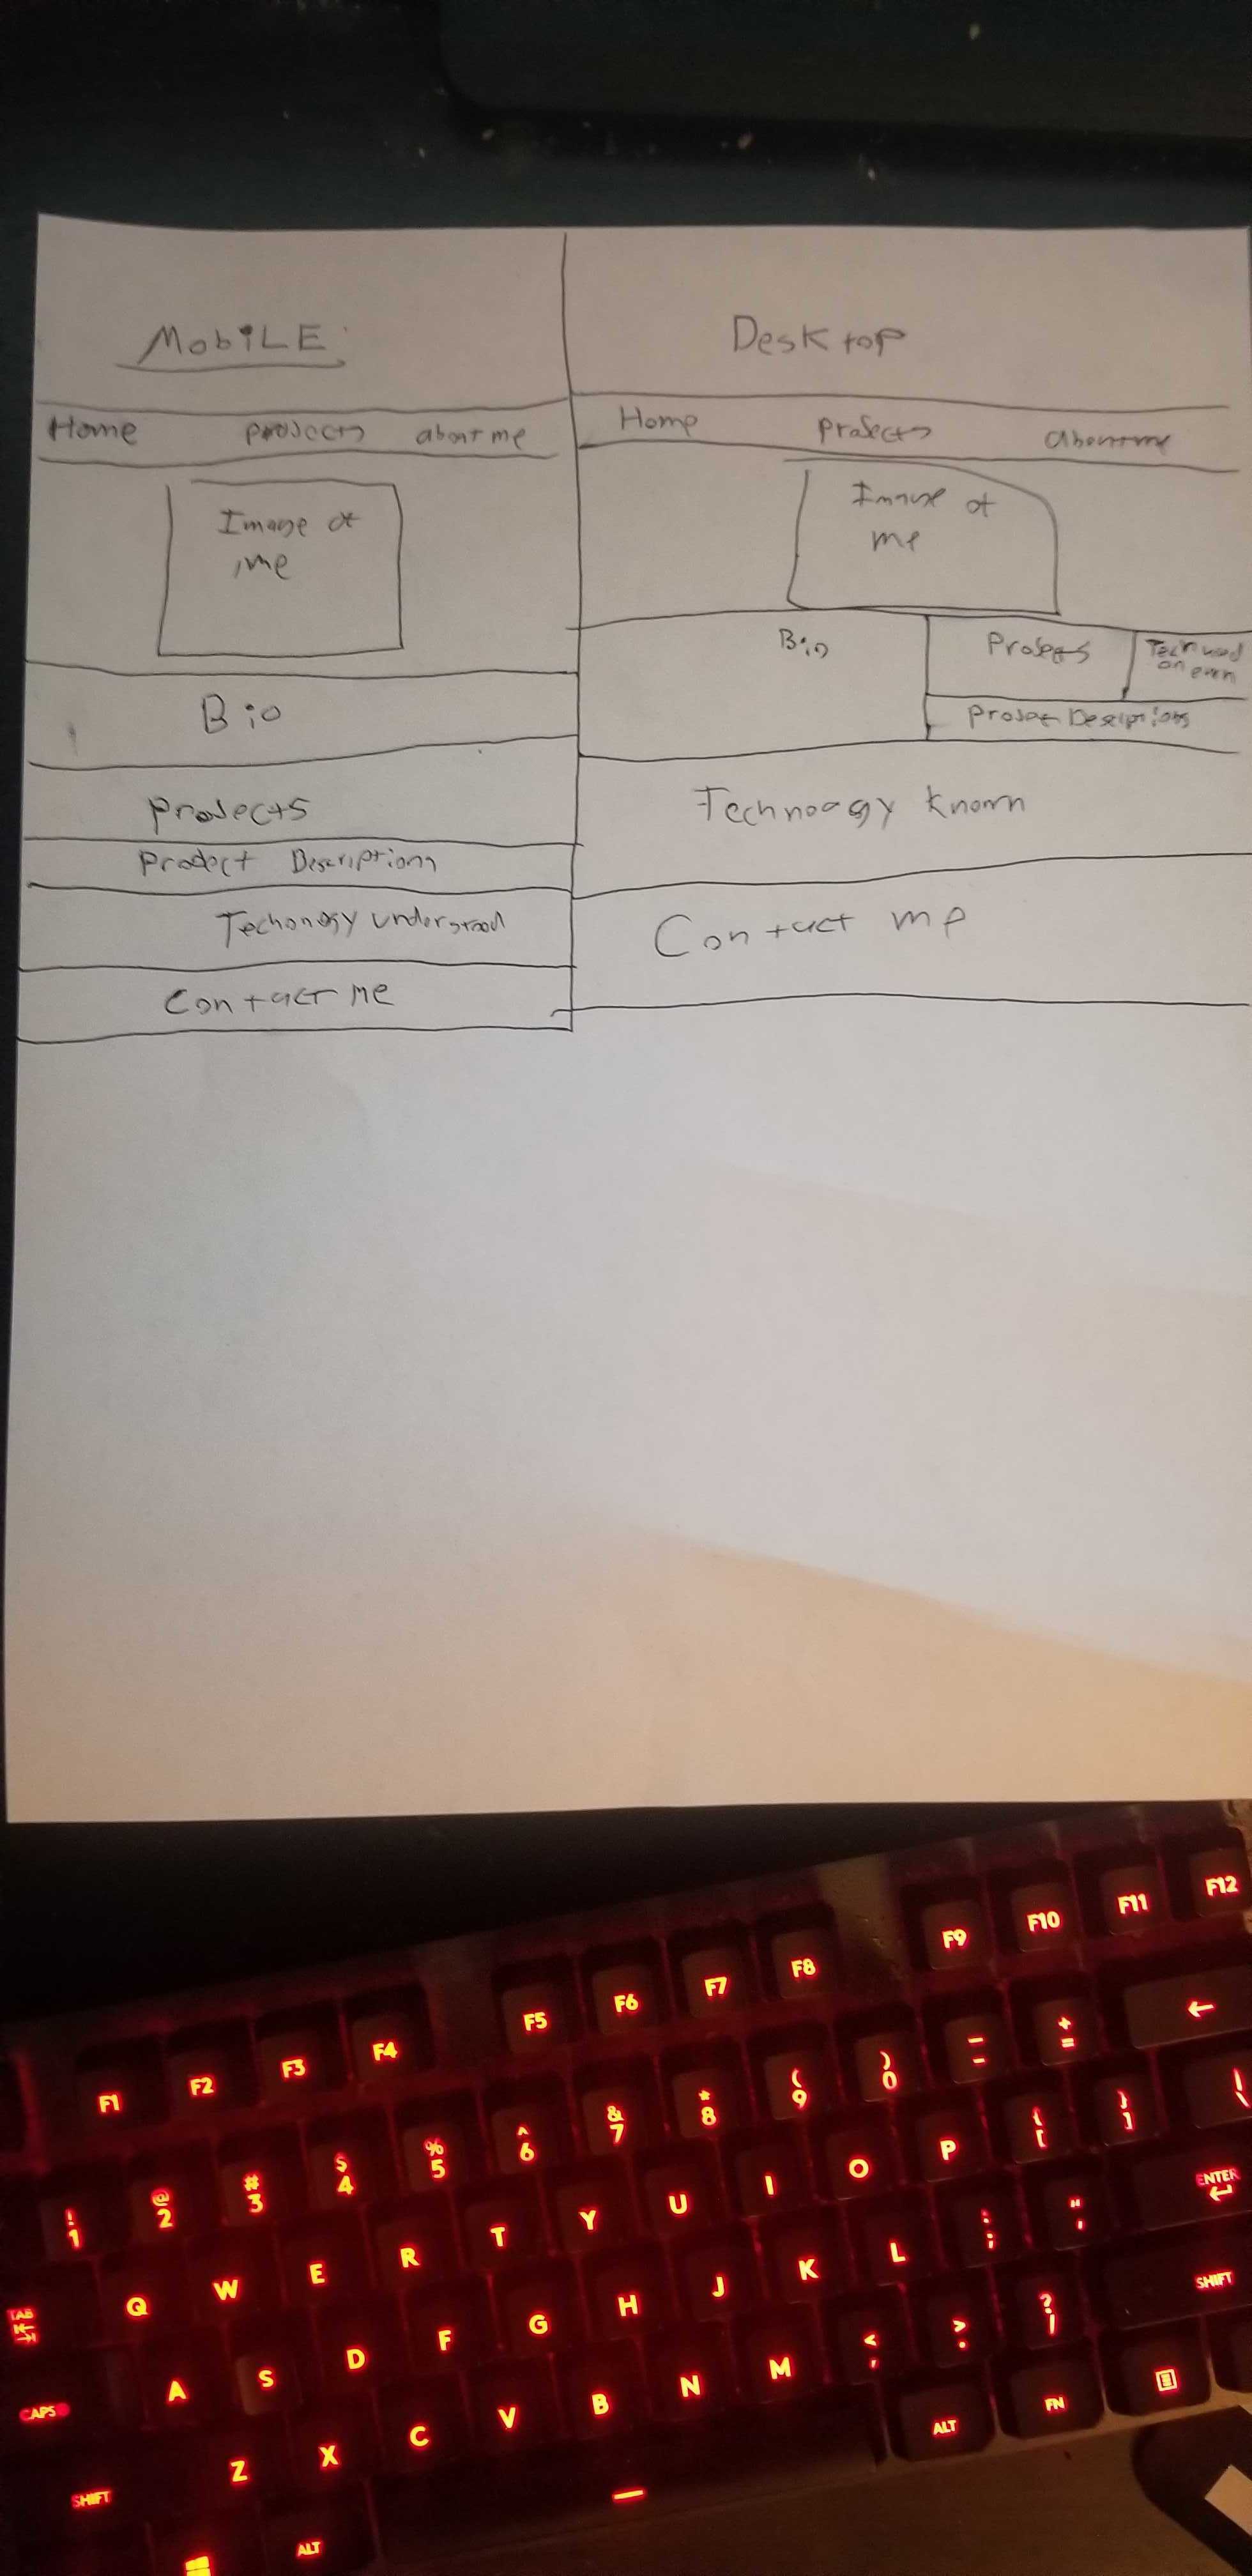 MobiLE
Home projects about me
Image of
me
Bio
Projects
Project Descriptions
Techonogy understood
Contact me
Desktop
Home projects about me
Image of
me
Bio
Projects
Tech used
on
Project Descriptions
Technoogy known
Contact me
F1 F2 F3 F4 F5 F6 F7 F8 F9 F10 F11 F12
! @ # $ % ^ & * ( ) _ + ←
1 2 3 4 5 6 7 8 9 0 - =
TAB Q W E R T Y U I O P { } |
[ ] \
CAPS A S D F G H J K L : " ENTER
; '
SHIFT Z X C V B N M < > ? SHIFT
, . /
ALT ALT FN